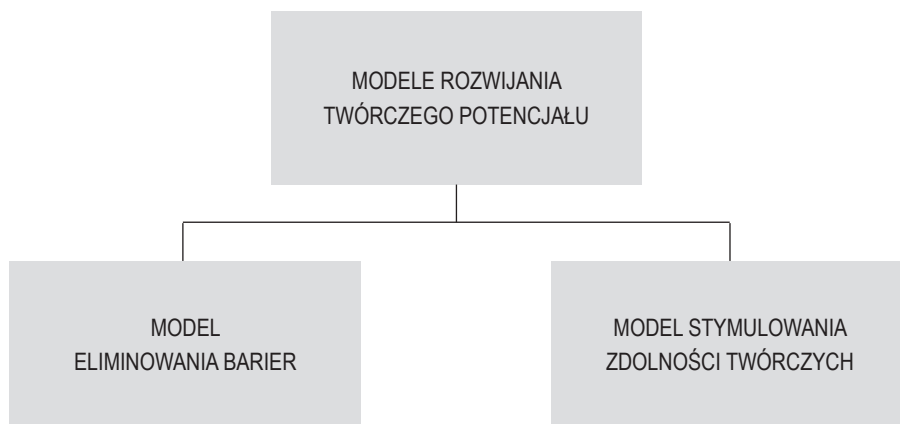 MODELE ROZWIJANIA
TWÓRCZEGO POTENCJAŁU
MODEL
ELIMINOWANIA BARIER
MODEL STYMULOWANIA
ZDOLNOŚCI TWÓRCZYCH